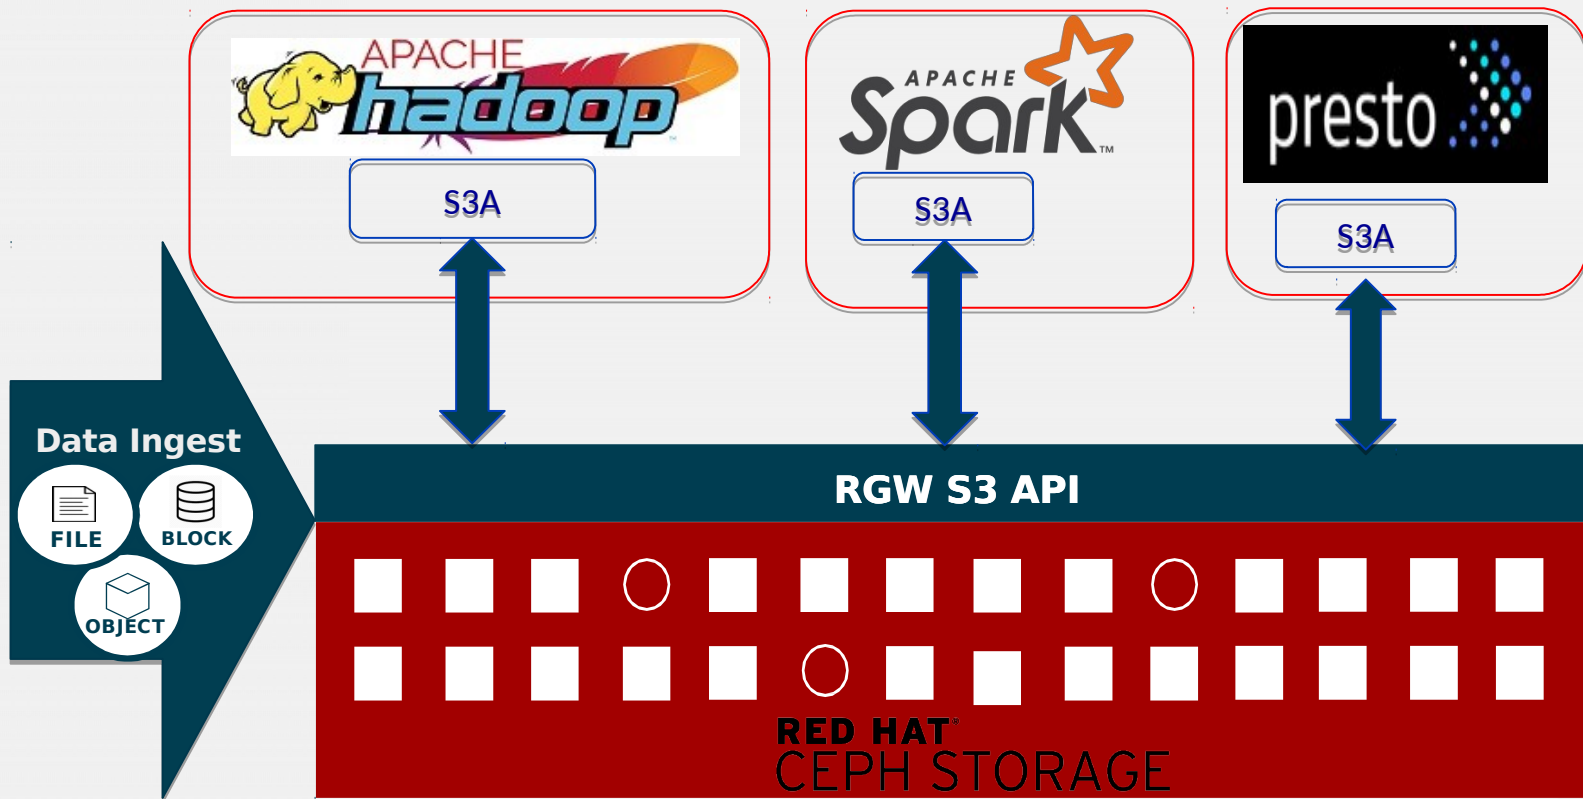 APACHE
hadoop
S3A
APACHE
Spark™
S3A
presto
S3A
Data Ingest
FILE
BLOCK
OBJECT
RGW S3 API
RED HAT®
CEPH STORAGE